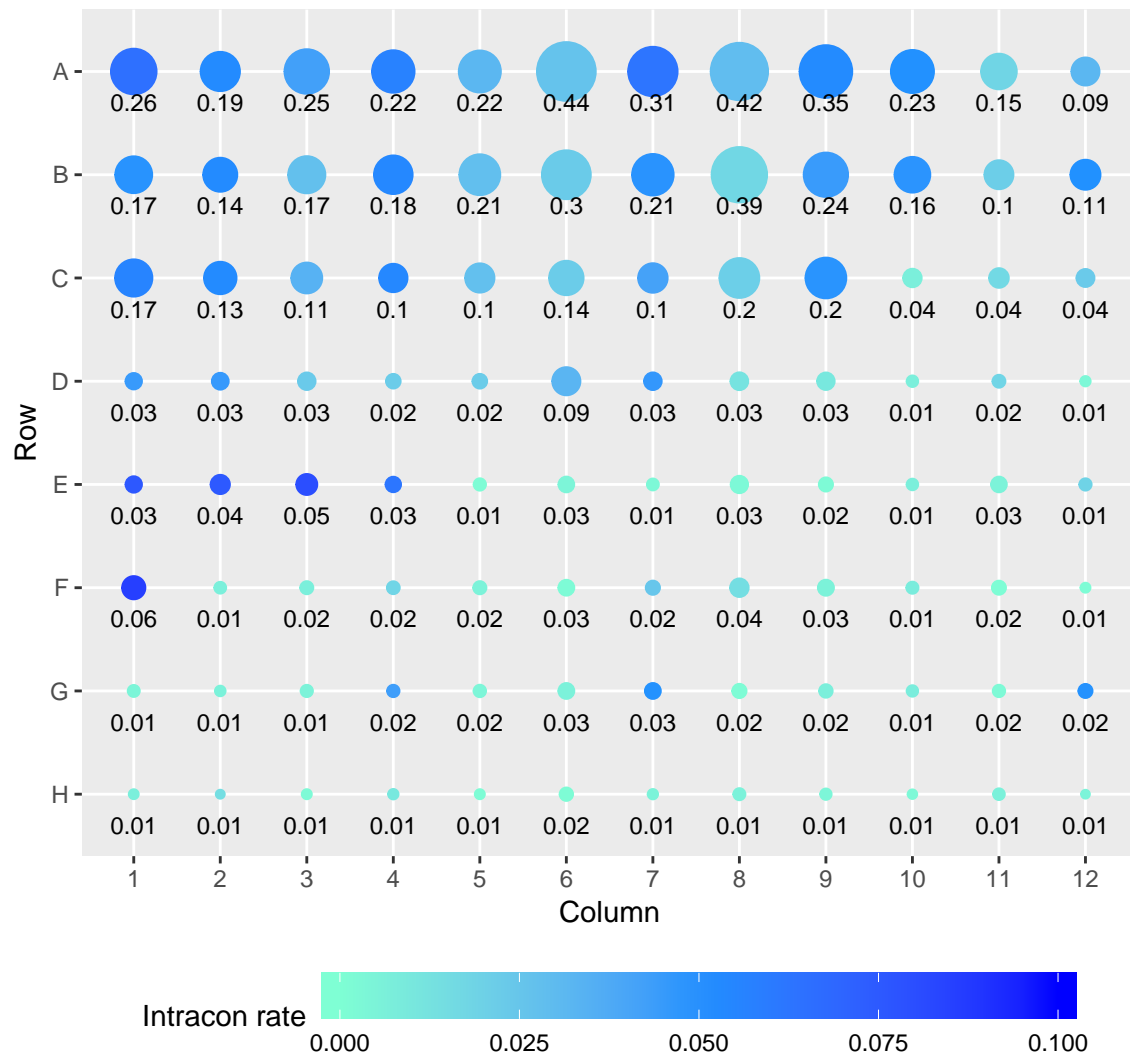 A
0.26 0.19 0.25 0.22 0.22 0.44 0.31 0.42 0.35 0.23 0.15 0.09
B
0.17 0.14 0.17 0.18 0.21 0.3 0.21 0.39 0.24 0.16 0.1 0.11
C
0.17 0.13 0.11 0.1 0.1 0.14 0.1 0.2 0.2 0.04 0.04 0.04
D
0.03 0.03 0.03 0.02 0.02 0.09 0.03 0.03 0.03 0.01 0.02 0.01
Row
E
0.03 0.04 0.05 0.03 0.01 0.03 0.01 0.03 0.02 0.01 0.03 0.01
F
0.06 0.01 0.02 0.02 0.02 0.03 0.02 0.04 0.03 0.01 0.02 0.01
G
0.01 0.01 0.01 0.02 0.02 0.03 0.03 0.02 0.02 0.01 0.02 0.02
H
0.01 0.01 0.01 0.01 0.01 0.02 0.01 0.01 0.01 0.01 0.01 0.01
1 2 3 4 5 6 7 8 9 10 11 12
Column
Intracon rate
0.000 0.025 0.050 0.075 0.100